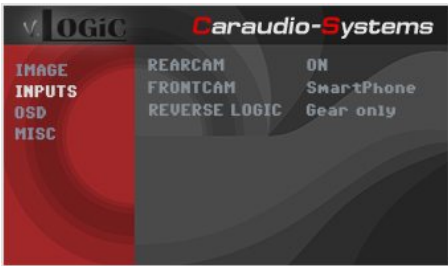 v.LOGiC
Caraudio-Systems
IMAGE
INPUTS
OSD
MISC
REARCAM ON
FRONTCAM SmartPhone
REVERSE LOGIC Gear only